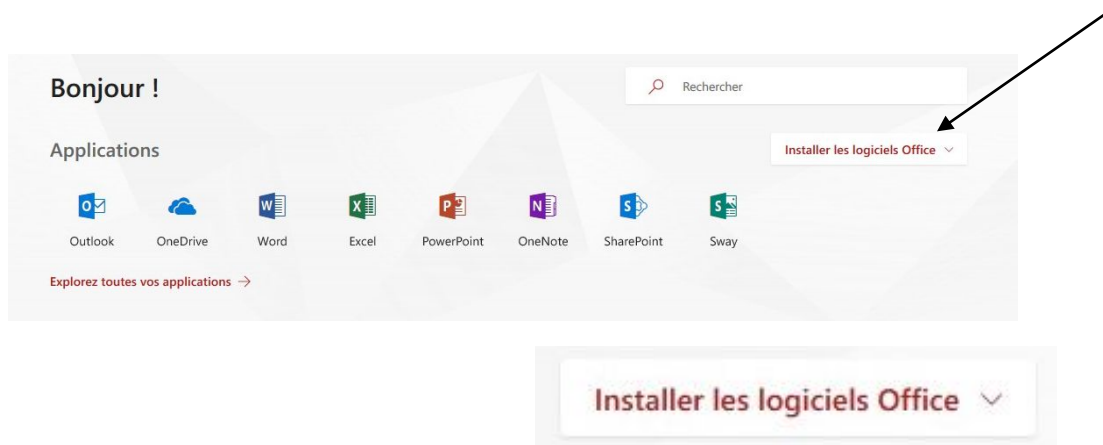 Bonjour !
Rechercher
Applications
Installer les logiciels Office
Outlook OneDrive Word Excel PowerPoint OneNote SharePoint Sway
Explorez toutes vos applications →
Installer les logiciels Office